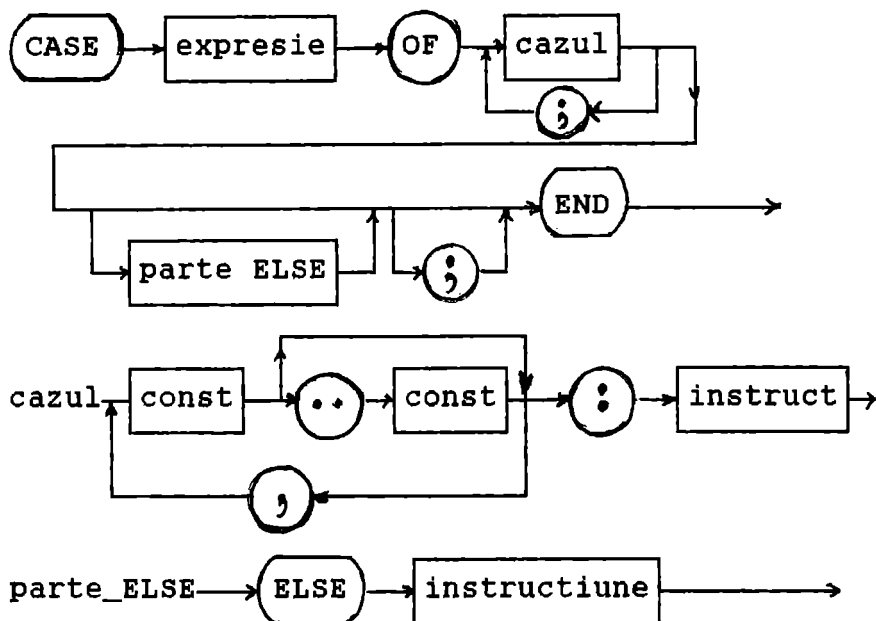 CASE expresie OF cazul
;
END
parte ELSE ;
cazul const .. const : instruct
,
parte_ELSE ELSE instructiune